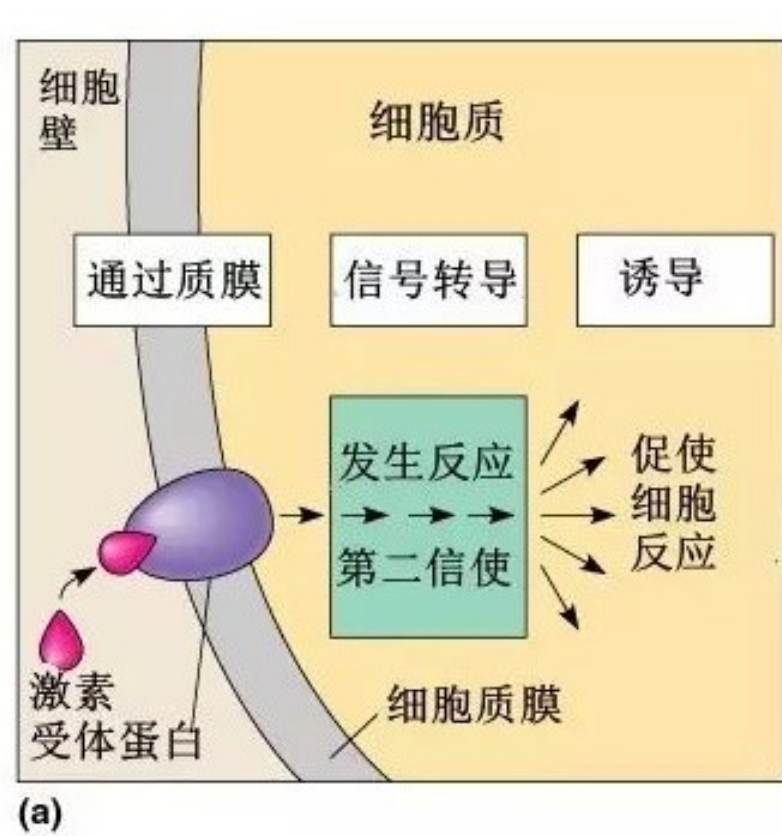 细胞
壁
细胞质
通过质膜
信号转导
诱导
发生反应
第二信使
促使
细胞
反应
激素
受体蛋白
细胞质膜
(a)